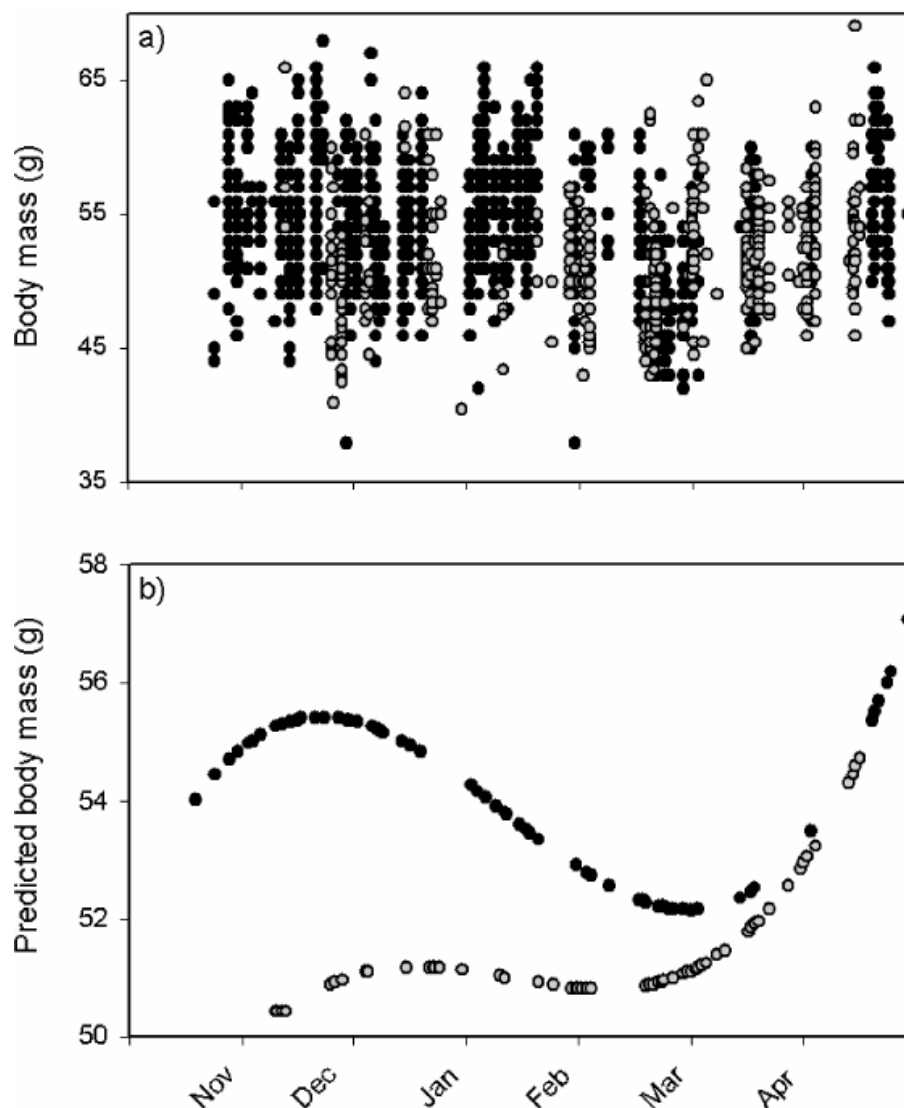 a)
65
55
45
35
Body mass (g)
b)
58
56
54
52
50
Predicted body mass (g)
Nov
Dec
Jan
Feb
Mar
Apr